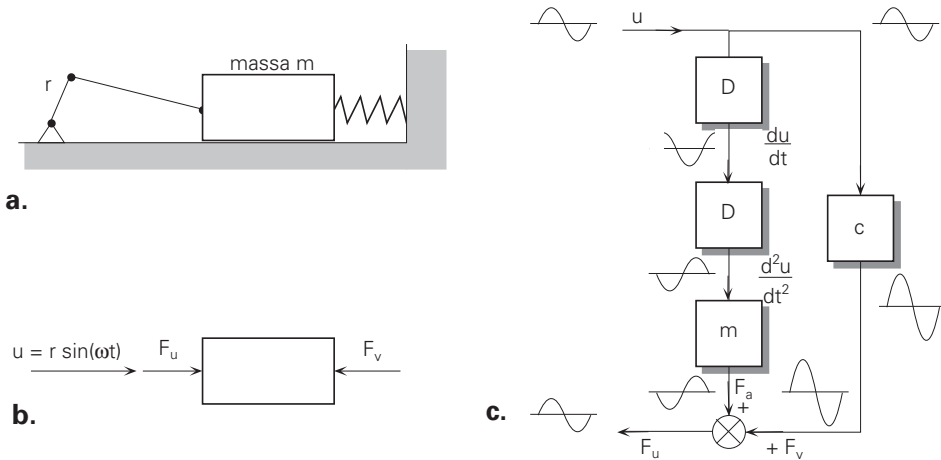 massa m
r
a.
u = r sin(ωt)
F_u
F_v
b.
u
D
du
dt
D
c
d²u
dt²
m
F_a
+
c.
F_u
+ F_v